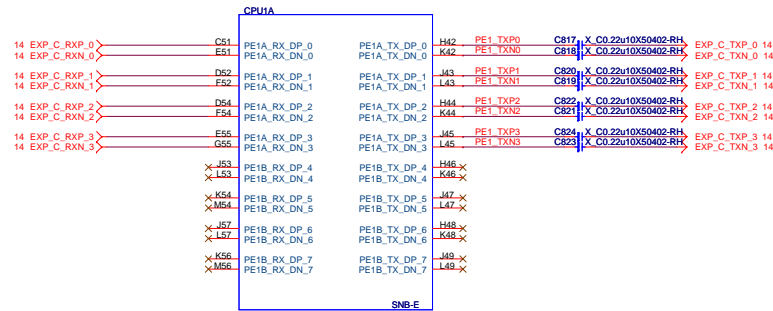 CPU1A
14 EXP_C_RXP_0 C51 PE1A_RX_DP_0 PE1A_TX_DP_0 H42 PE1_TXP0 C817 X_C0.22u10X50402-RH EXP_C_TXP_0 14
14 EXP_C_RXN_0 E51 PE1A_RX_DN_0 PE1A_TX_DN_0 K42 PE1_TXN0 C818 X_C0.22u10X50402-RH EXP_C_TXN_0 14
14 EXP_C_RXP_1 D52 PE1A_RX_DP_1 PE1A_TX_DP_1 J43 PE1_TXP1 C820 X_C0.22u10X50402-RH EXP_C_TXP_1 14
14 EXP_C_RXN_1 F52 PE1A_RX_DN_1 PE1A_TX_DN_1 L43 PE1_TXN1 C819 X_C0.22u10X50402-RH EXP_C_TXN_1 14
14 EXP_C_RXP_2 D54 PE1A_RX_DP_2 PE1A_TX_DP_2 H44 PE1_TXP2 C822 X_C0.22u10X50402-RH EXP_C_TXP_2 14
14 EXP_C_RXN_2 F54 PE1A_RX_DN_2 PE1A_TX_DN_2 K44 PE1_TXN2 C821 X_C0.22u10X50402-RH EXP_C_TXN_2 14
14 EXP_C_RXP_3 E55 PE1A_RX_DP_3 PE1A_TX_DP_3 J45 PE1_TXP3 C824 X_C0.22u10X50402-RH EXP_C_TXP_3 14
14 EXP_C_RXN_3 G55 PE1A_RX_DN_3 PE1A_TX_DN_3 L45 PE1_TXN3 C823 X_C0.22u10X50402-RH EXP_C_TXN_3 14
J53 PE1B_RX_DP_4 PE1B_TX_DP_4 H46
L53 PE1B_RX_DN_4 PE1B_TX_DN_4 K46
K54 PE1B_RX_DP_5 PE1B_TX_DP_5 J47
M54 PE1B_RX_DN_5 PE1B_TX_DN_5 L47
J57 PE1B_RX_DP_6 PE1B_TX_DP_6 H48
L57 PE1B_RX_DN_6 PE1B_TX_DN_6 K48
K56 PE1B_RX_DP_7 PE1B_TX_DP_7 J49
M56 PE1B_RX_DN_7 PE1B_TX_DN_7 L49
SNB-E